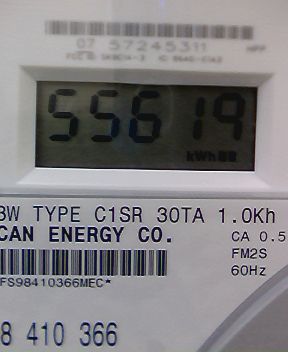 07 57245311
55619
kWh
3W TYPE C1SR 30TA 1.0Kh
CAN ENERGY CO.
CA 0.5
FM2S
60Hz
FS98410366MEC*
8 410 366